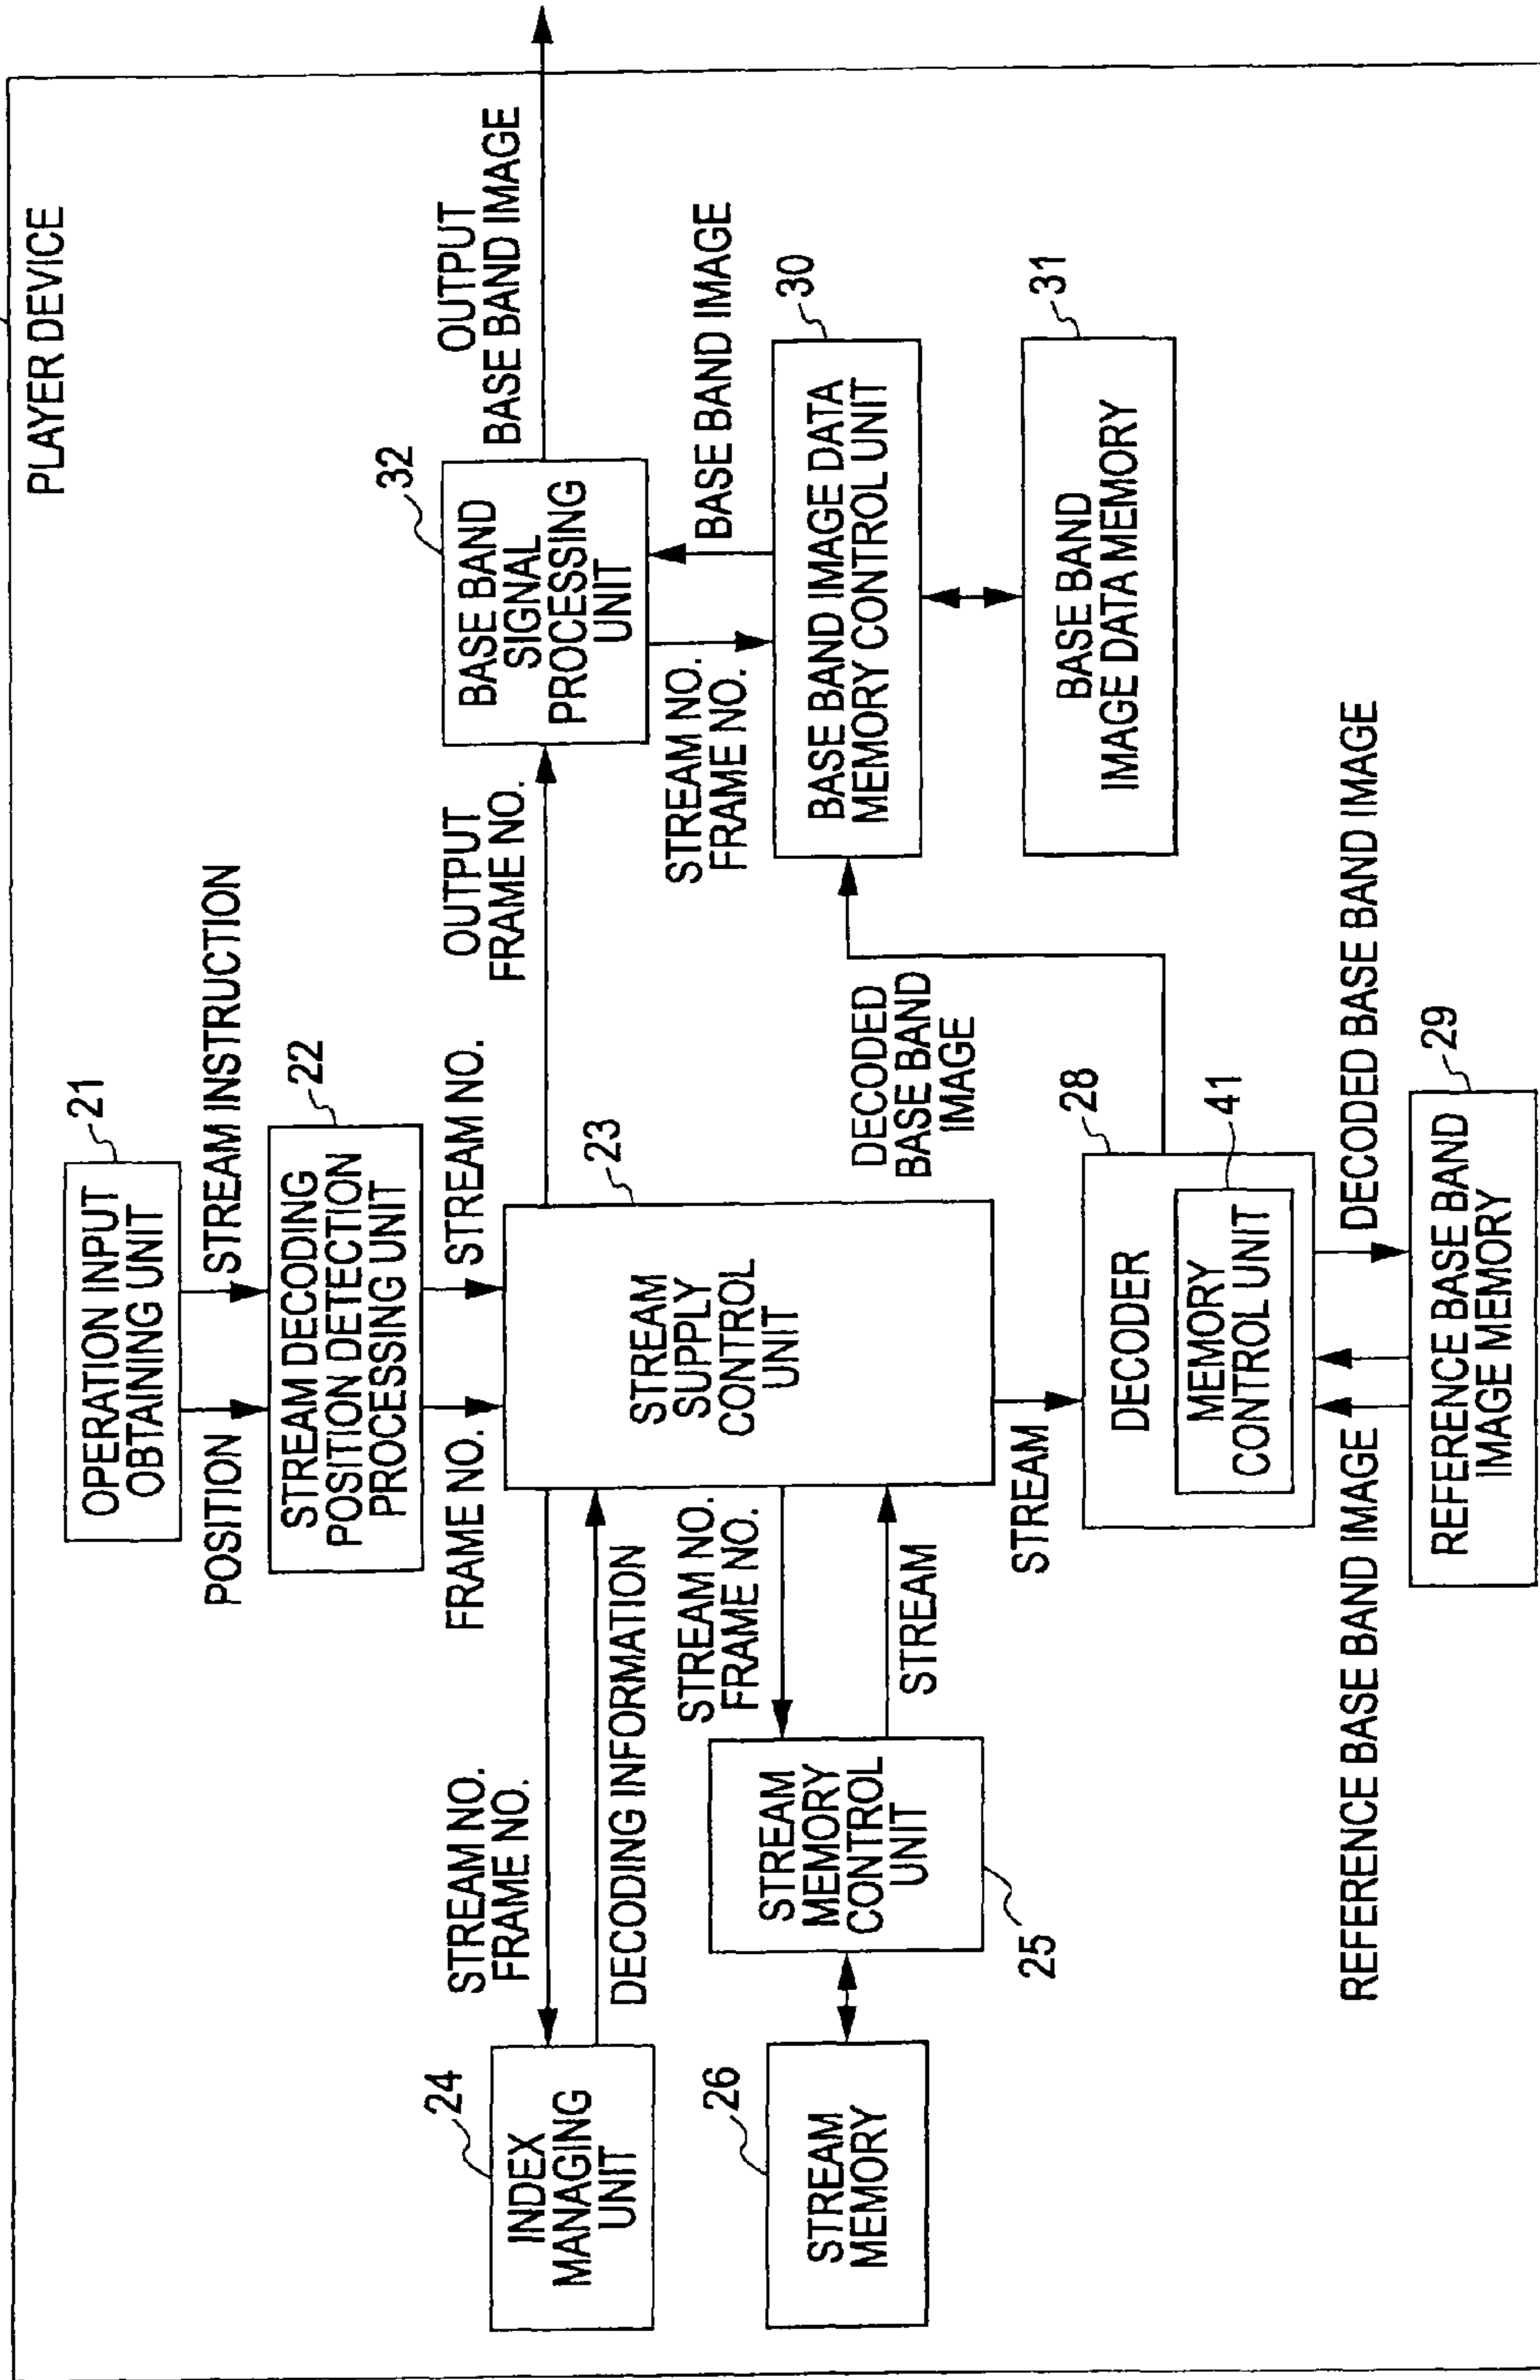 PLAYER DEVICE
21
OPERATION INPUT
OBTAINING UNIT
POSITION
STREAM INSTRUCTION
22
STREAM DECODING
POSITION DETECTION
PROCESSING UNIT
FRAME NO.
STREAM NO.
24
INDEX
MANAGING
UNIT
STREAM NO.
FRAME NO.
DECODING INFORMATION
23
STREAM
SUPPLY
CONTROL
UNIT
OUTPUT
FRAME NO.
32
BASE BAND
SIGNAL
PROCESSING
UNIT
OUTPUT
BASE BAND IMAGE
26
STREAM
MEMORY
STREAM
MEMORY
CONTROL
UNIT
25
STREAM NO.
FRAME NO.
STREAM
STREAM NO.
FRAME NO.
BASE BAND IMAGE
30
BASE BAND IMAGE DATA
MEMORY CONTROL UNIT
31
BASE BAND
IMAGE DATA MEMORY
DECODED
BASE BAND
IMAGE
STREAM
28
DECODER
41
MEMORY
CONTROL UNIT
REFERENCE BASE BAND IMAGE
DECODED BASE BAND IMAGE
29
REFERENCE BASE BAND
IMAGE MEMORY